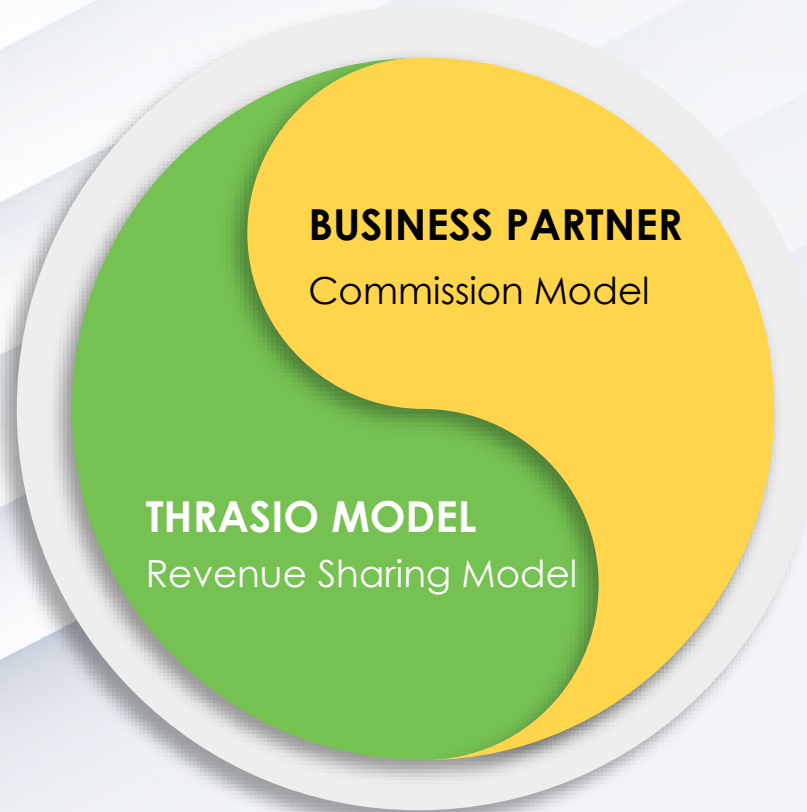 BUSINESS PARTNER
Commission Model
THRASIO MODEL
Revenue Sharing Model